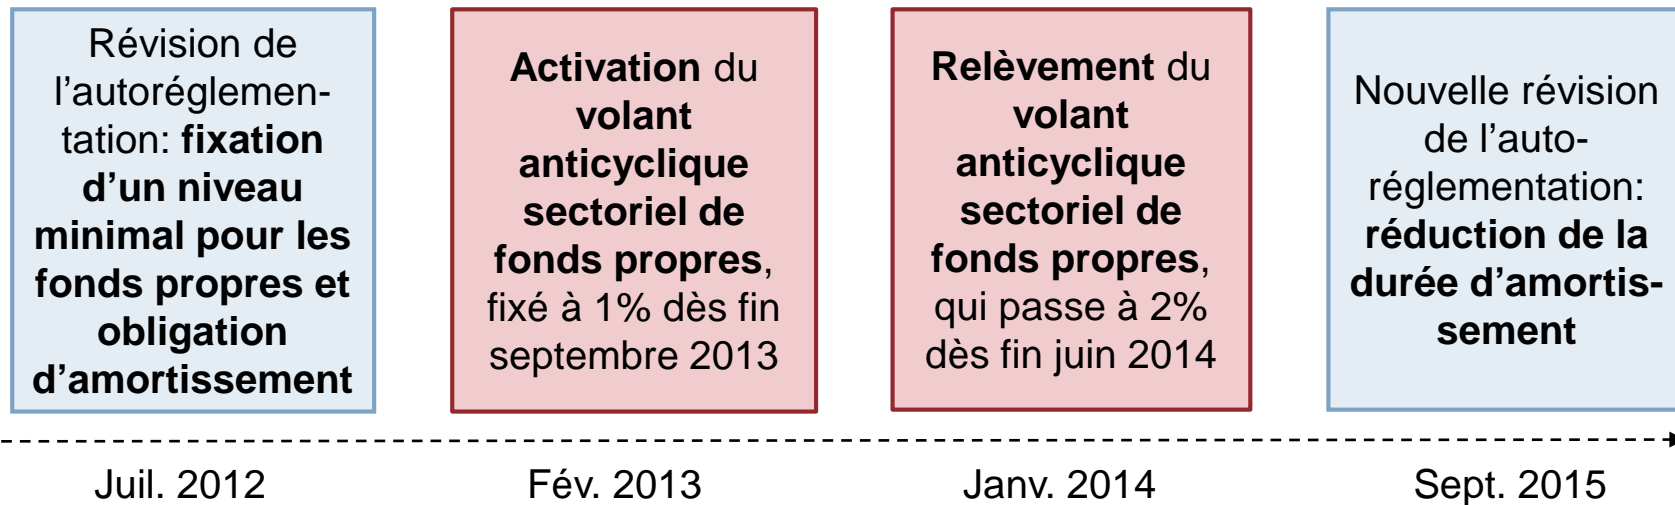 Révision de
l’autoréglemen-
tation: fixation
d’un niveau
minimal pour les
fonds propres et
obligation
d’amortissement
Activation du
volant
anticyclique
sectoriel de
fonds propres,
fixé à 1% dès fin
septembre 2013
Relèvement du
volant
anticyclique
sectoriel de
fonds propres,
qui passe à 2%
dès fin juin 2014
Nouvelle révision
de l’auto-
réglementation:
réduction de la
durée d’amortis-
sement
Juil. 2012
Fév. 2013
Janv. 2014
Sept. 2015